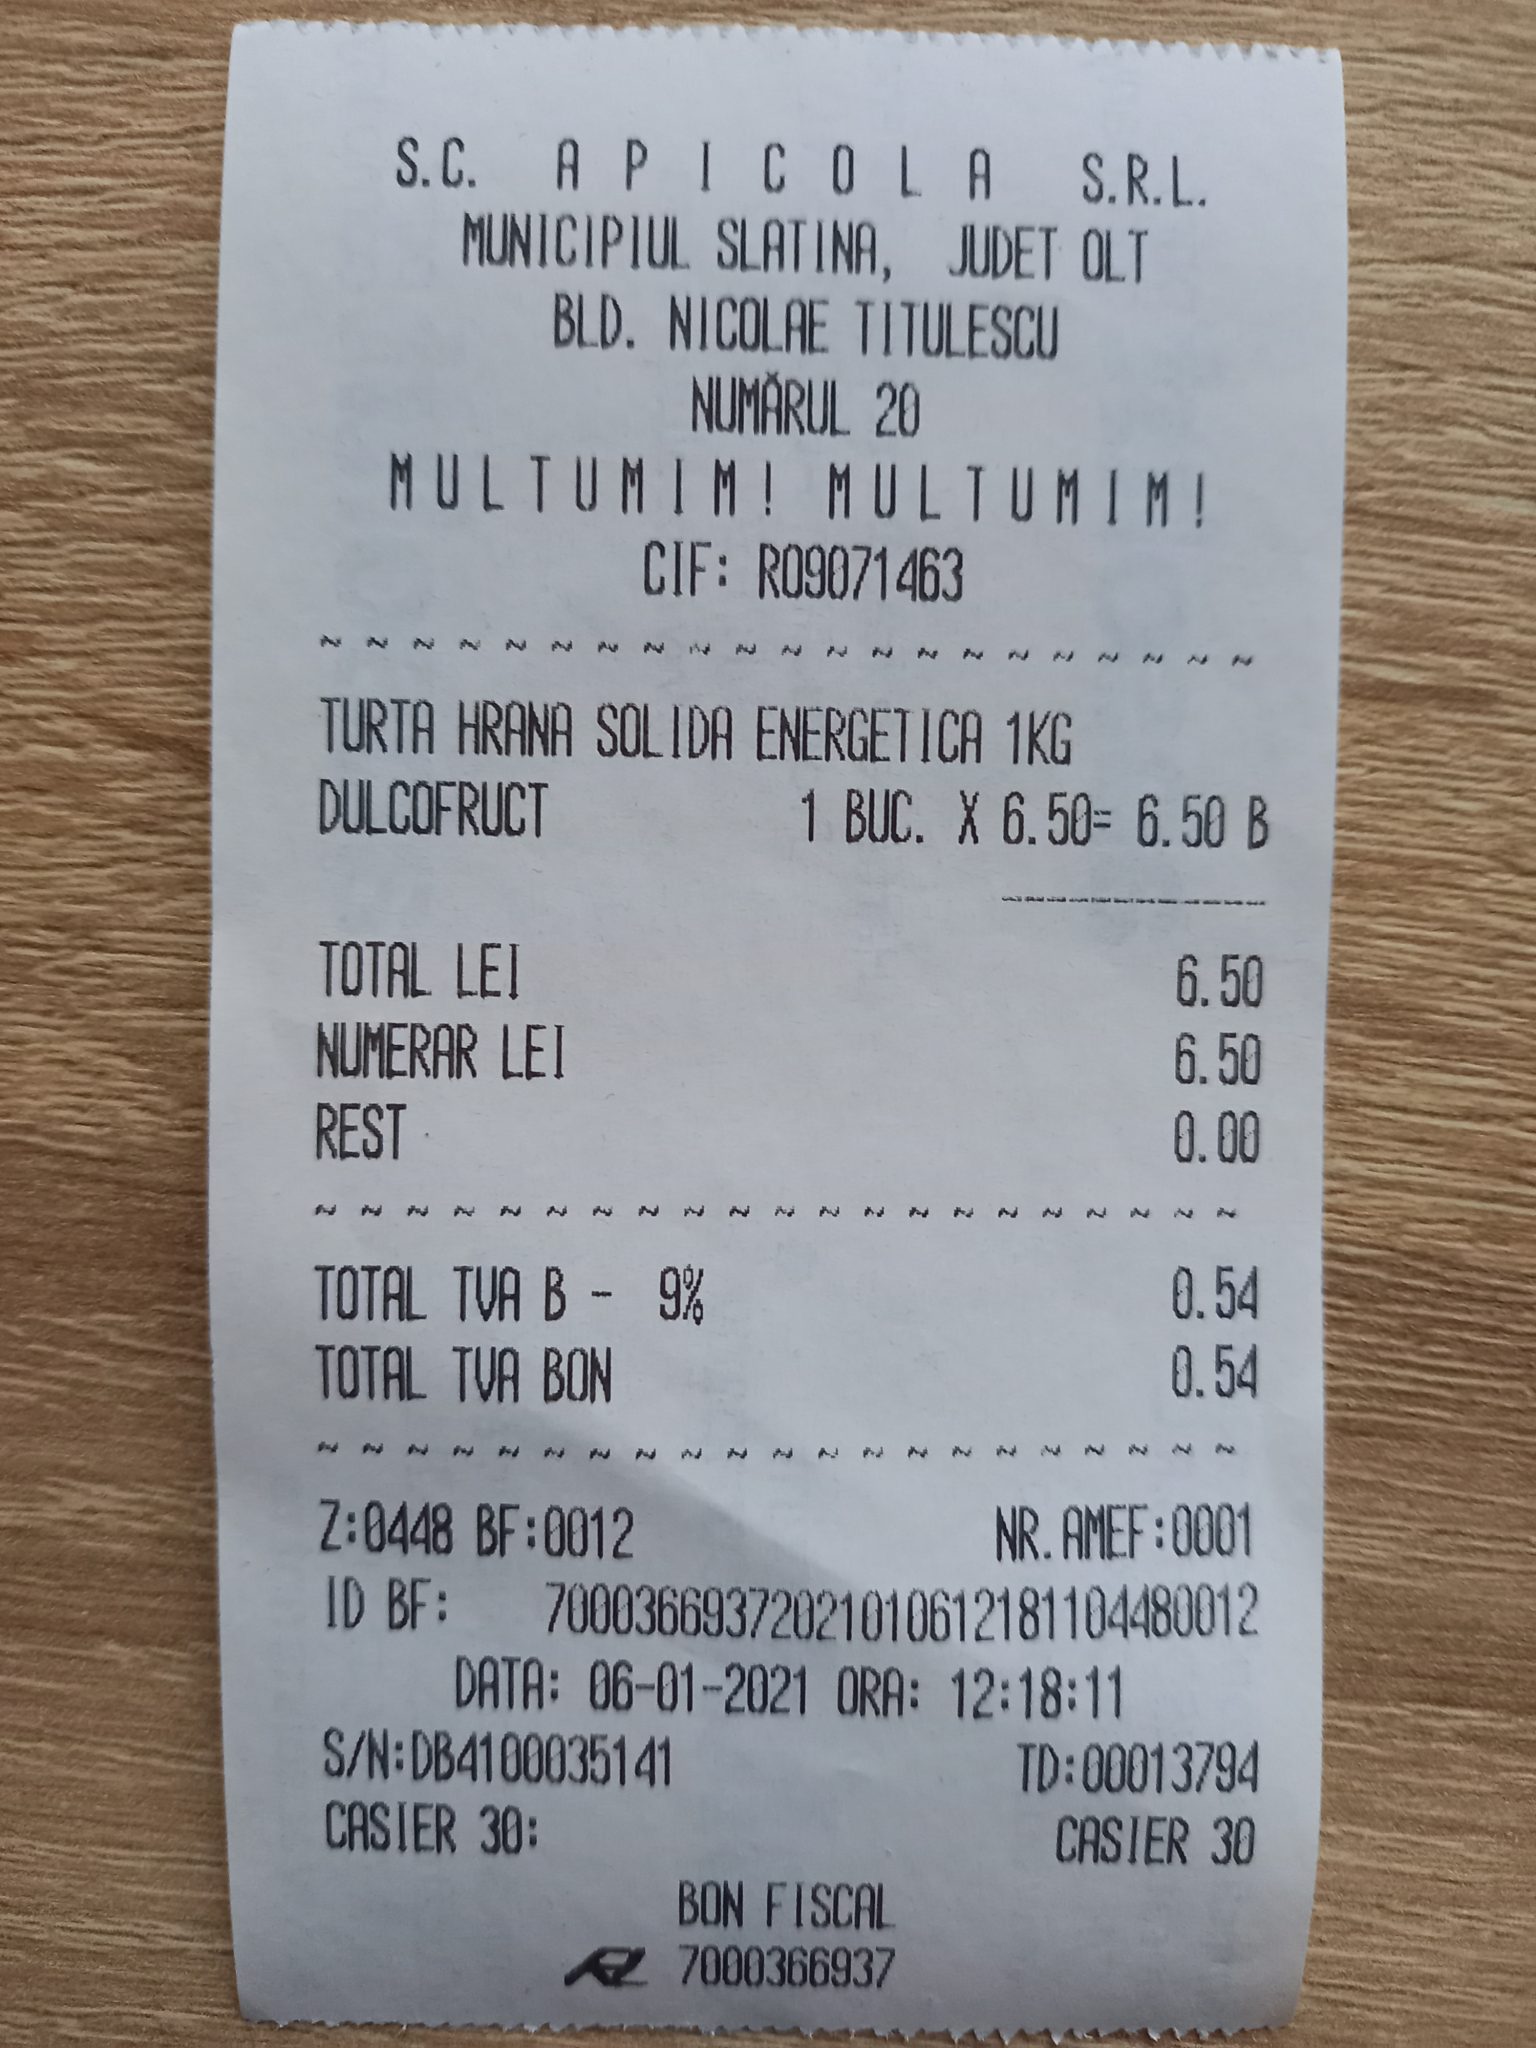 S.C. A P I C O L A S.R.L.
MUNICIPIUL SLATINA, JUDET OLT
BLD. NICOLAE TITULESCU
NUMĂRUL 20
M U L T U M I M ! M U L T U M I M !
CIF: RO9071463
~ ~ ~ ~ ~ ~ ~ ~ ~ ~ ~ ~ ~ ~ ~ ~ ~ ~ ~ ~ ~
TURTA HRANA SOLIDA ENERGETICA 1KG
DULCOFRUCT 1 BUC. X 6.50= 6.50 B
TOTAL LEI 6.50
NUMERAR LEI 6.50
REST 0.00
~ ~ ~ ~ ~ ~ ~ ~ ~ ~ ~ ~ ~ ~ ~ ~ ~ ~ ~ ~ ~
TOTAL TVA B - 9% 0.54
TOTAL TVA BON 0.54
~ ~ ~ ~ ~ ~ ~ ~ ~ ~ ~ ~ ~ ~ ~ ~ ~ ~ ~ ~ ~
Z:0448 BF:0012 NR.AMEF:0001
ID BF: 70003669372021010612181104480012
DATA: 06-01-2021 ORA: 12:18:11
S/N:DB4100035141 TD:00013794
CASIER 30: CASIER 30
BON FISCAL
7000366937